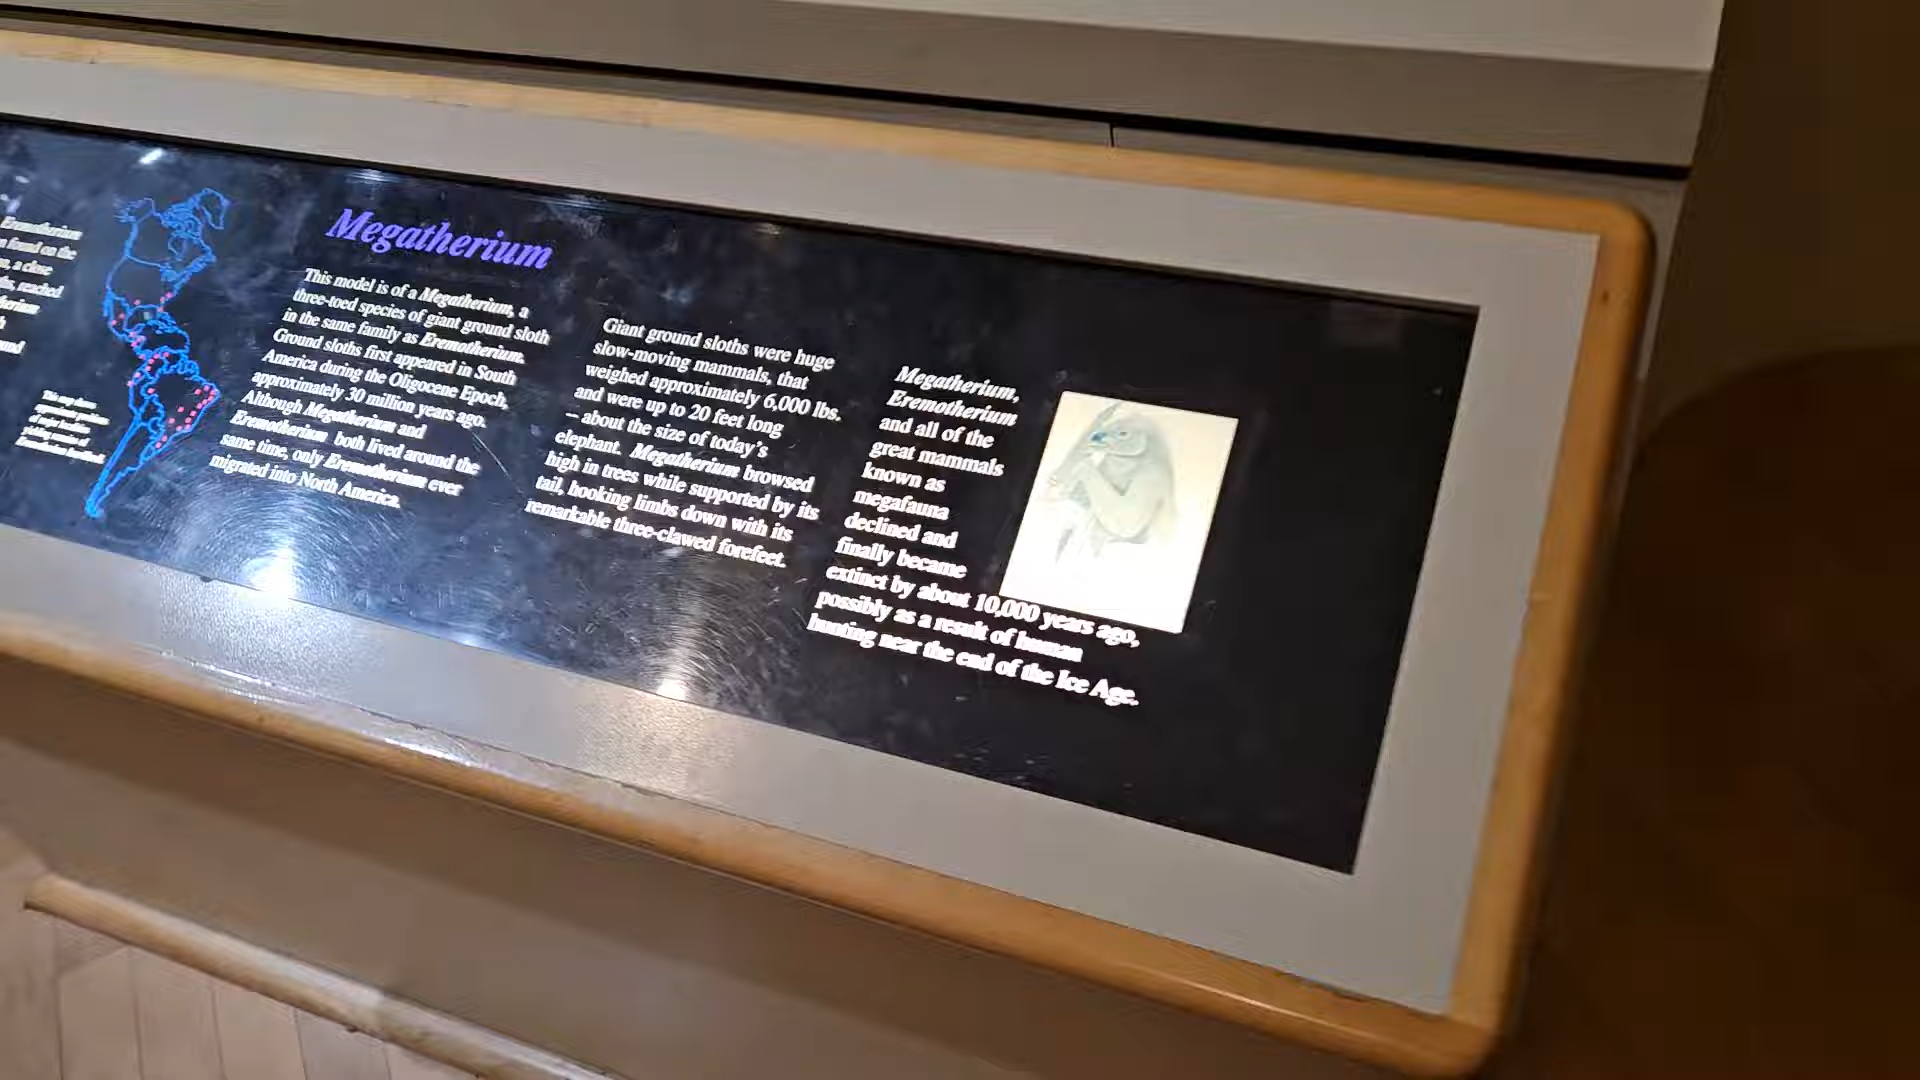 Eremotherium
found on the
a close
reached
Megatherium
This model is of a Megatherium, a
three-toed species of giant ground sloth
in the same family as Eremotherium.
Ground sloths first appeared in South
America during the Oligocene Epoch,
approximately 30 million years ago.
Although Megatherium and
Eremotherium both lived around the
same time, only Eremotherium ever
migrated into North America.
Giant ground sloths were huge
slow-moving mammals, that
weighed approximately 6,000 lbs.
and were up to 20 feet long
– about the size of today's
elephant. Megatherium browsed
high in trees while supported by its
tail, hooking limbs down with its
remarkable three-clawed forefeet.
Megatherium,
Eremotherium
and all of the
great mammals
known as
megafauna
declined and
finally became
extinct by about 10,000 years ago,
possibly as a result of human
hunting near the end of the Ice Age.